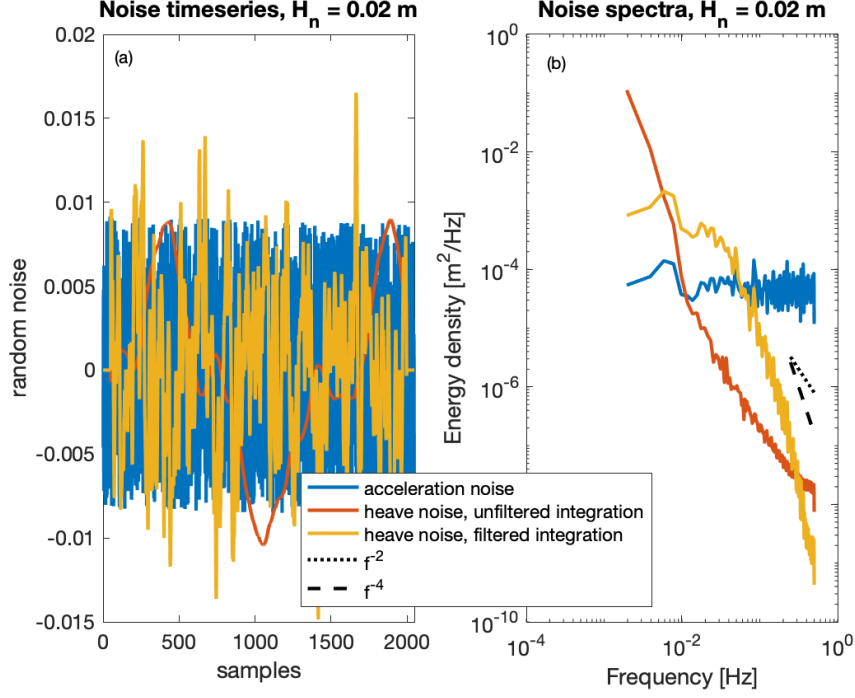 Noise timeseries, H_n = 0.02 m
0.02
0.015
0.01
0.005
0
-0.005
-0.01
-0.015
random noise
(a)
0
500
1000
1500
2000
samples
Noise spectra, H_n = 0.02 m
10^0
10^-2
10^-4
10^-6
10^-10
Energy density [m^2/Hz]
(b)
10^-4
10^-2
10^0
Frequency [Hz]
acceleration noise
heave noise, unfiltered integration
heave noise, filtered integration
f^-2
f^-4